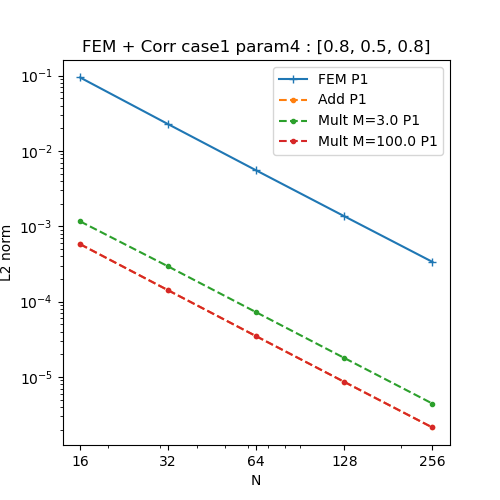 FEM + Corr case1 param4 : [0.8, 0.5, 0.8]
FEM P1
Add P1
Mult M=3.0 P1
Mult M=100.0 P1
L2 norm
10⁻¹
10⁻²
10⁻³
10⁻⁴
10⁻⁵
16 32 64 128 256
N